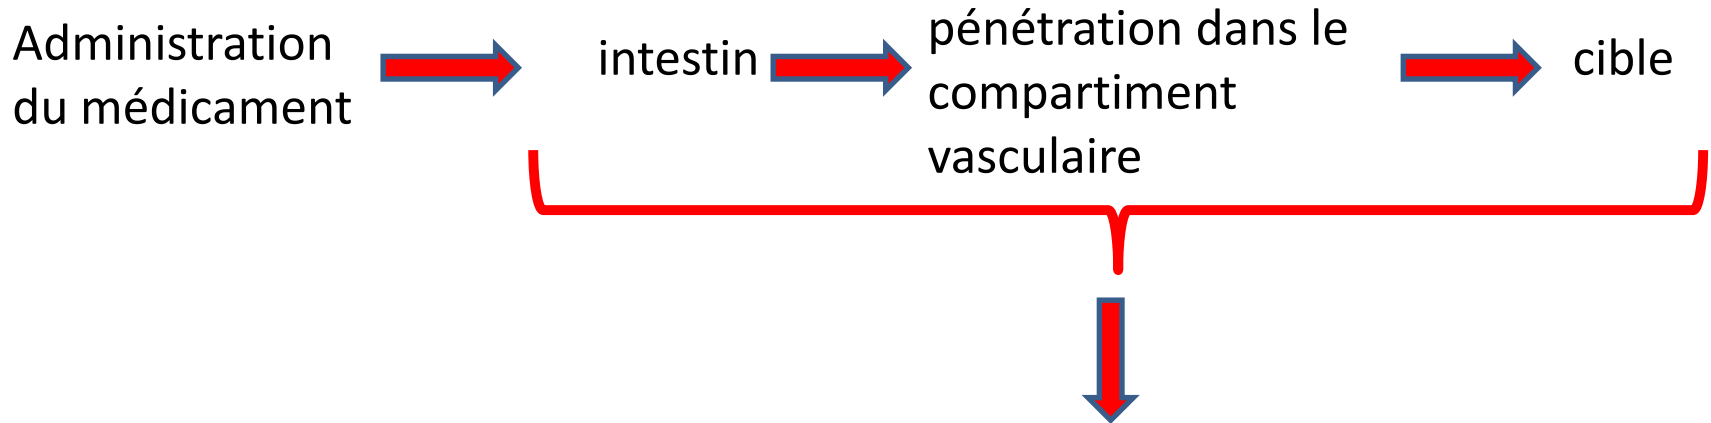 Administration
du médicament
intestin
pénétration dans le
compartiment
vasculaire
cible